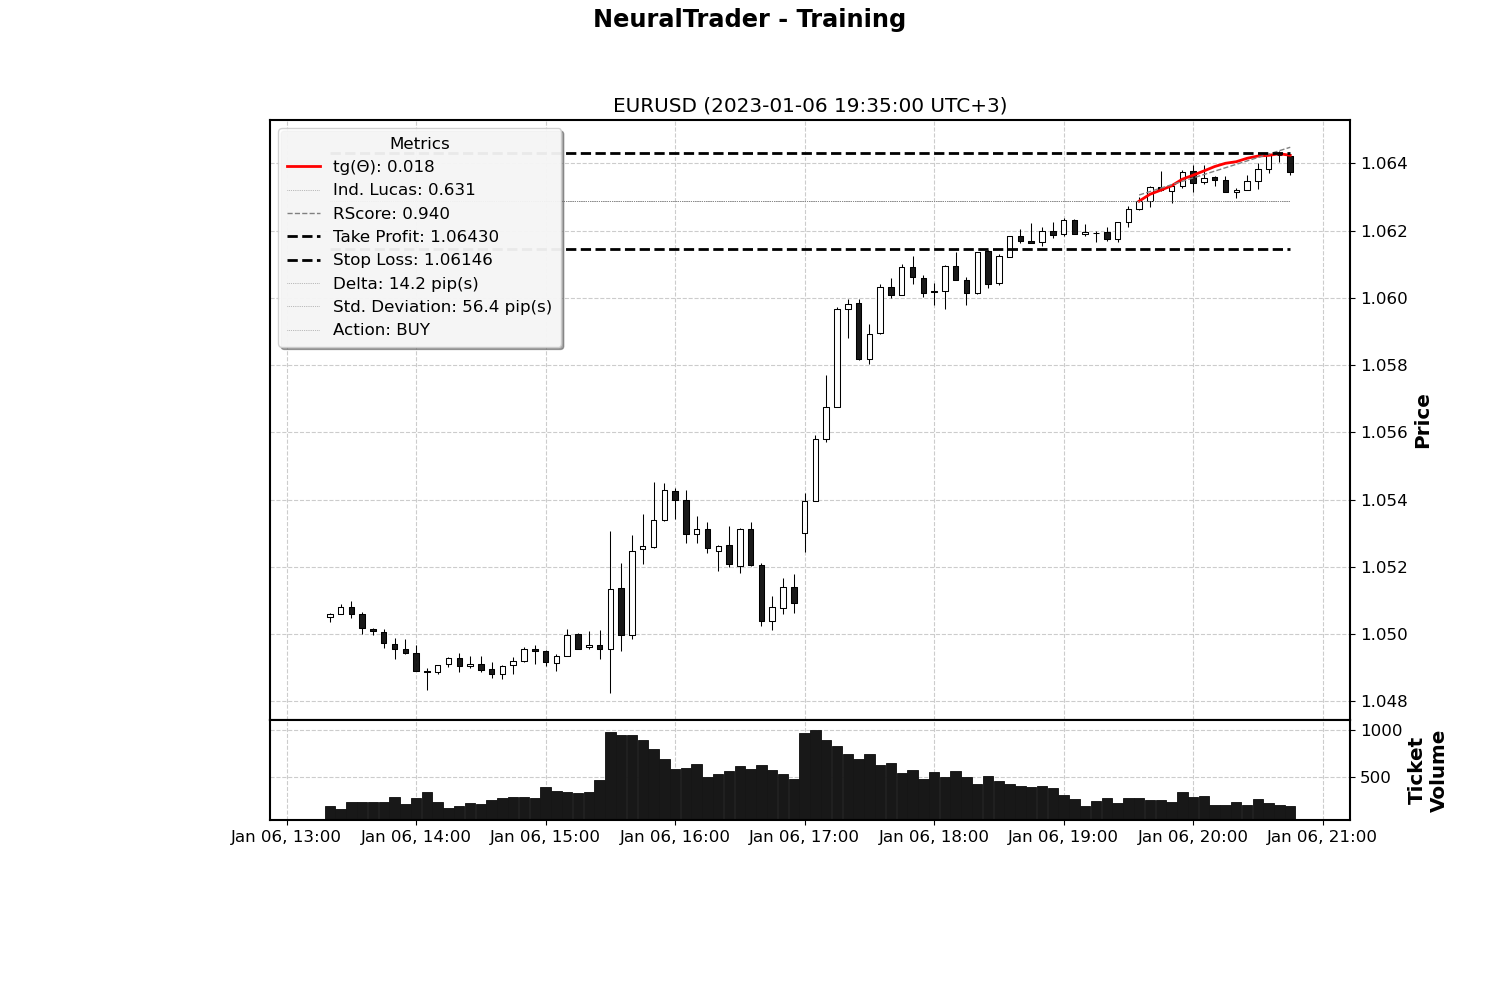 NeuralTrader - Training
EURUSD (2023-01-06 19:35:00 UTC+3)
Metrics
tg(Θ): 0.018
Ind. Lucas: 0.631
RScore: 0.940
Take Profit: 1.06430
Stop Loss: 1.06146
Delta: 14.2 pip(s)
Std. Deviation: 56.4 pip(s)
Action: BUY
1.064
1.062
1.060
1.058
1.056
1.054
1.052
1.050
1.048
Price
1000
500
Ticket
Volume
Jan 06, 13:00
Jan 06, 14:00
Jan 06, 15:00
Jan 06, 16:00
Jan 06, 17:00
Jan 06, 18:00
Jan 06, 19:00
Jan 06, 20:00
Jan 06, 21:00